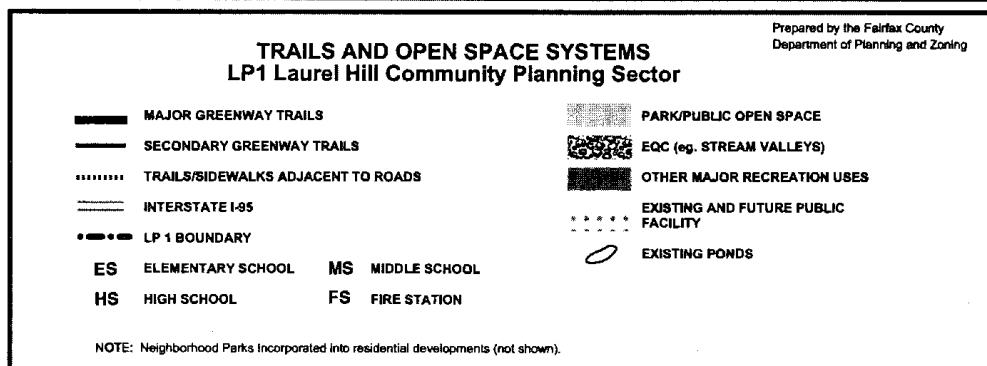 Prepared by the Fairfax County
Department of Planning and Zoning
TRAILS AND OPEN SPACE SYSTEMS
LP1 Laurel Hill Community Planning Sector
MAJOR GREENWAY TRAILS
SECONDARY GREENWAY TRAILS
TRAILS/SIDEWALKS ADJACENT TO ROADS
INTERSTATE I-95
LP 1 BOUNDARY
ES ELEMENTARY SCHOOL MS MIDDLE SCHOOL
HS HIGH SCHOOL FS FIRE STATION
PARK/PUBLIC OPEN SPACE
EQC (eg. STREAM VALLEYS)
OTHER MAJOR RECREATION USES
EXISTING AND FUTURE PUBLIC
FACILITY
EXISTING PONDS
NOTE: Neighborhood Parks Incorporated into residential developments (not shown).